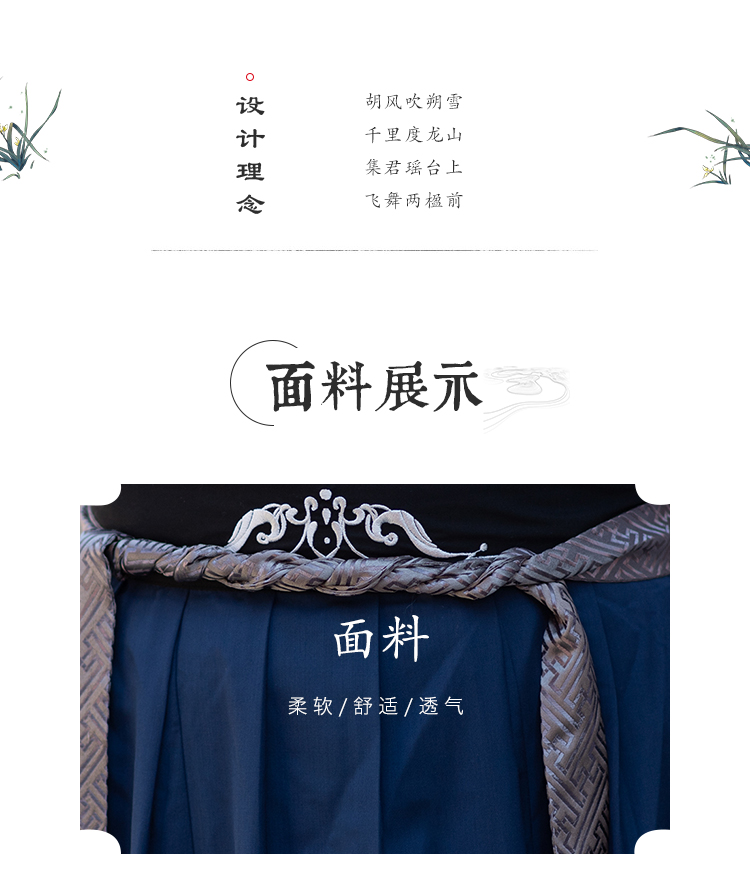 设计理念
胡风吹朔雪
千里度龙山
集君瑶台上
飞舞两楹前
面料展示
面料
柔软/舒适/透气